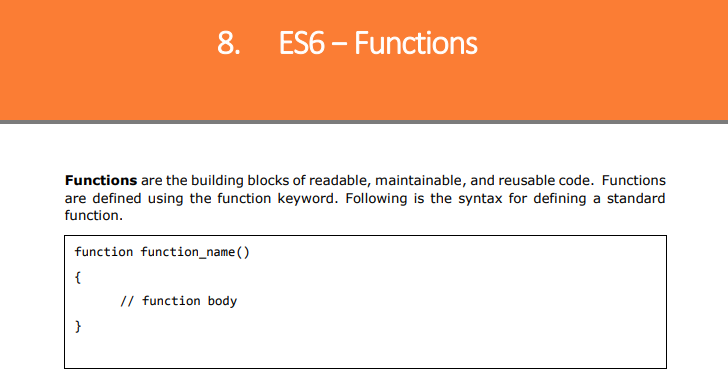 8. ES6 – Functions
Functions are the building blocks of readable, maintainable, and reusable code. Functions
are defined using the function keyword. Following is the syntax for defining a standard
function.
function function_name()
{
// function body
}